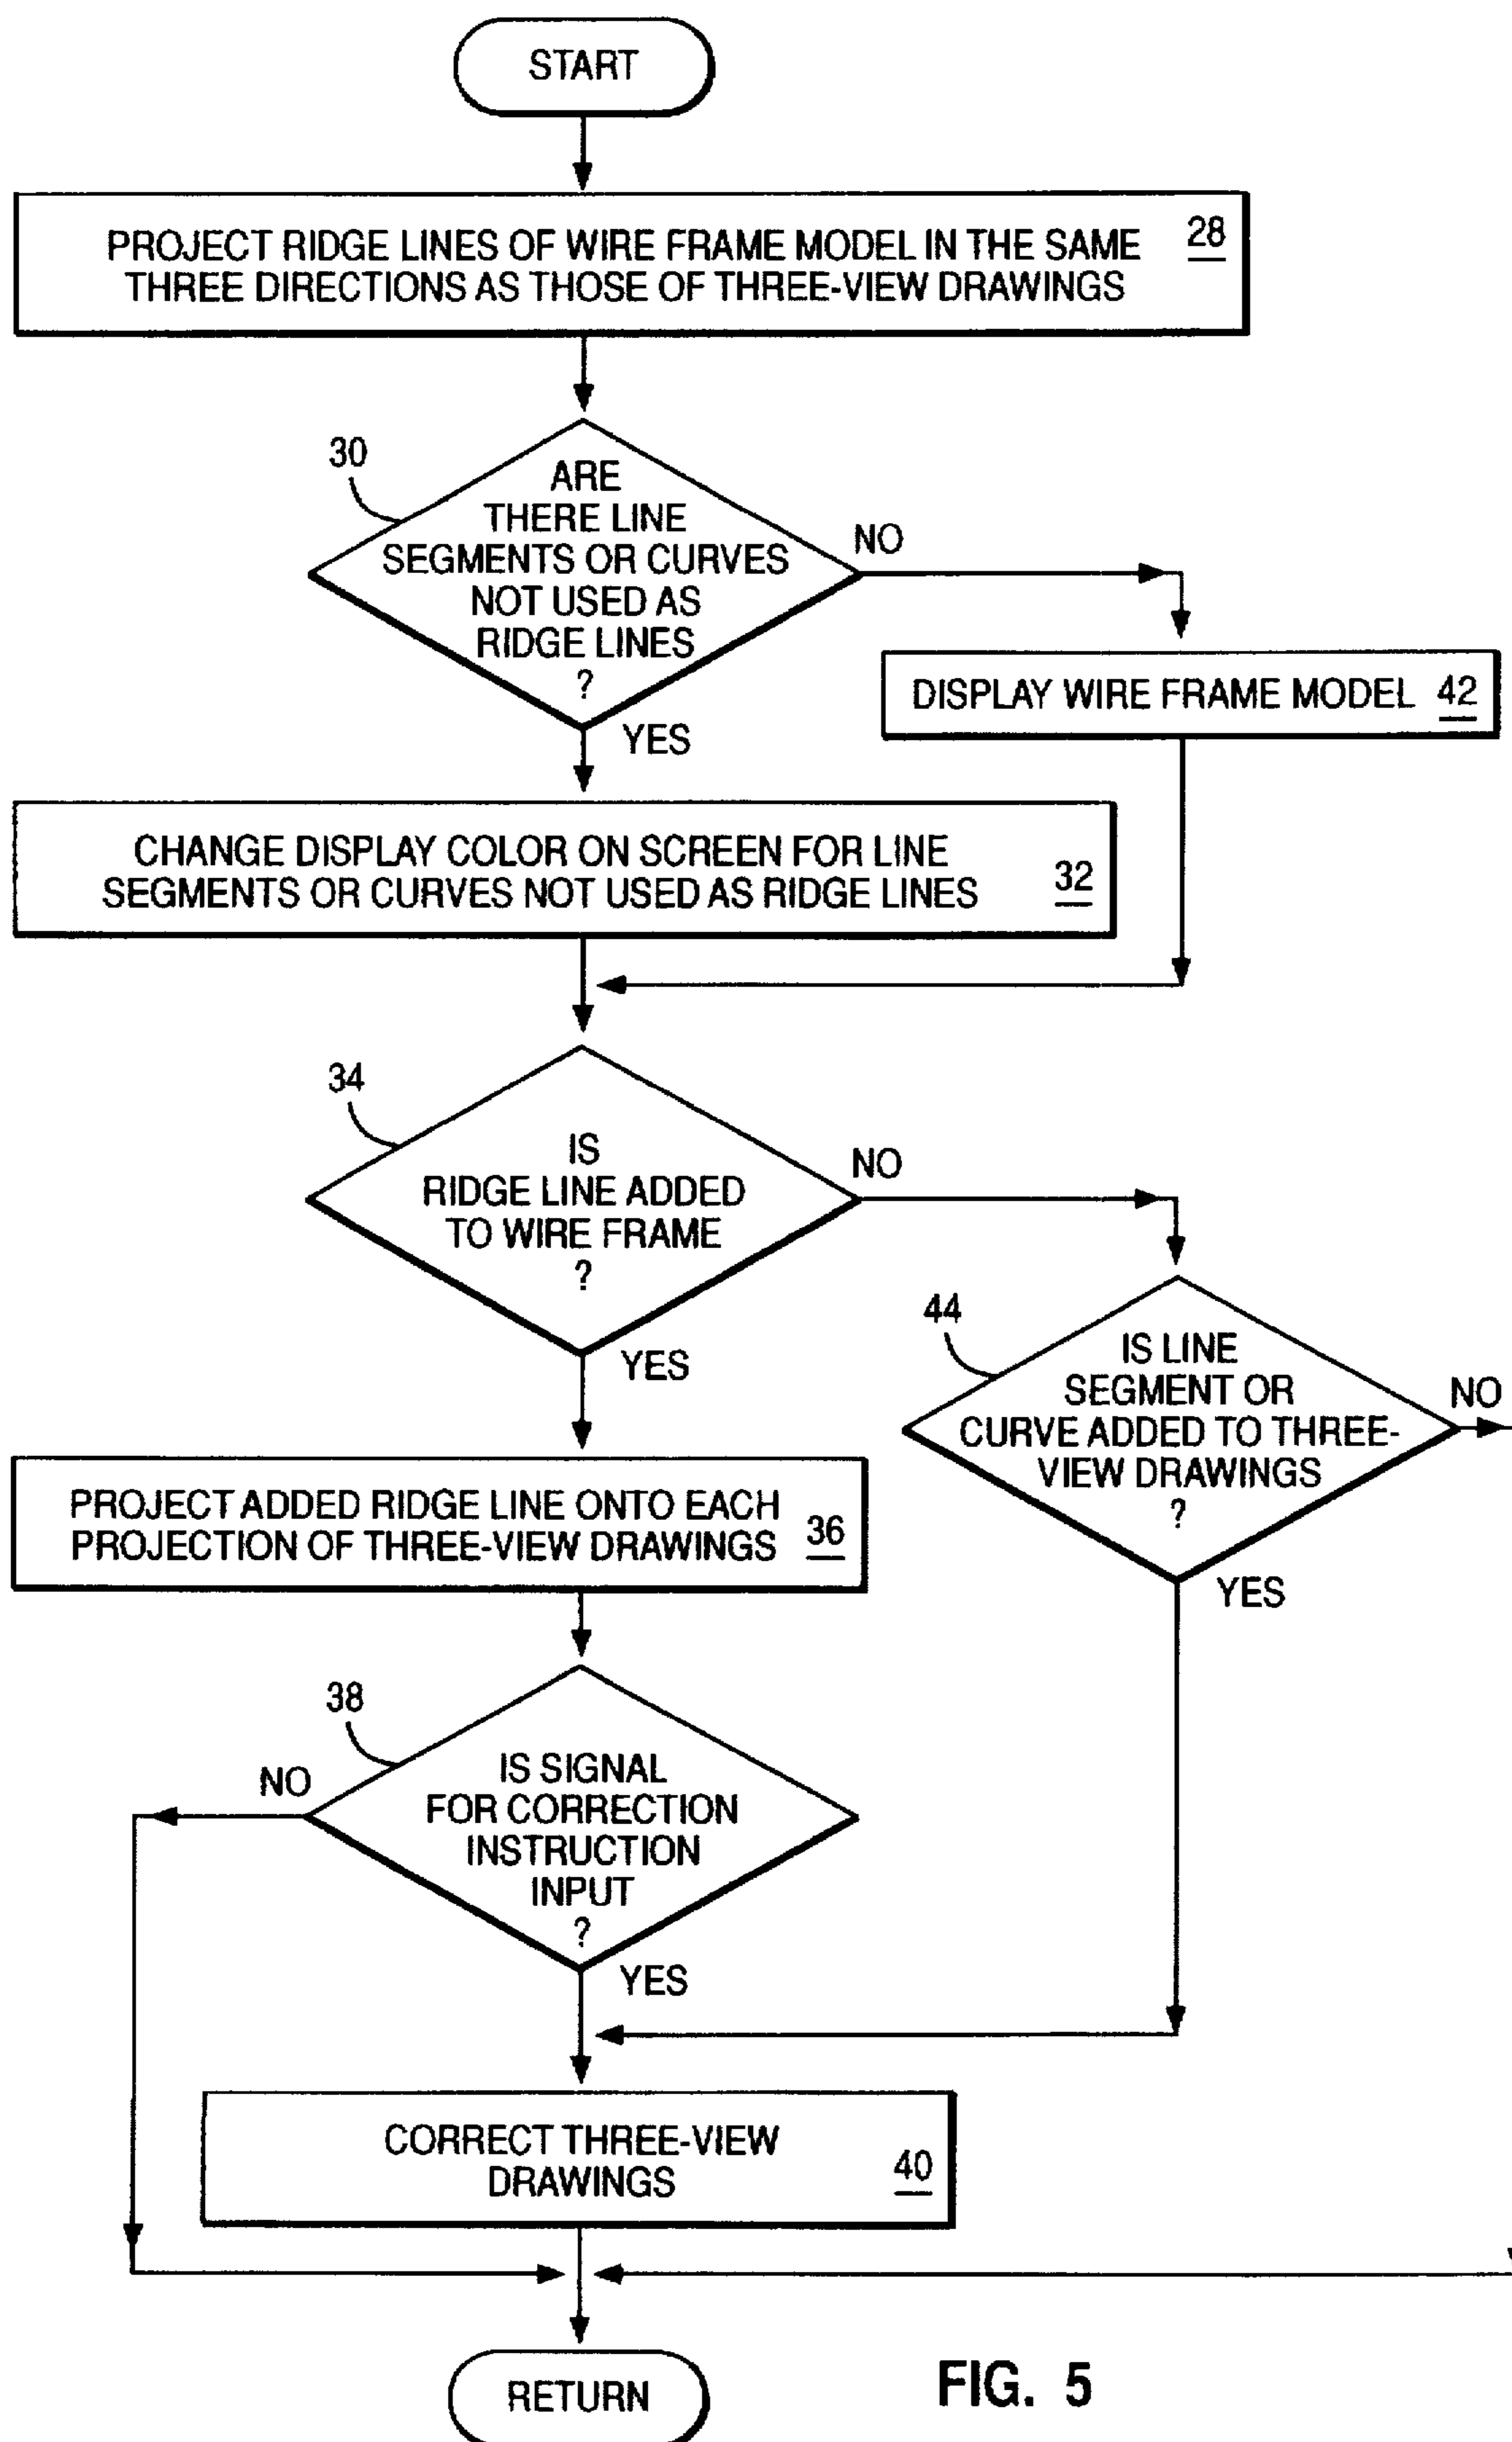 START
PROJECT RIDGE LINES OF WIRE FRAME MODEL IN THE SAME
THREE DIRECTIONS AS THOSE OF THREE-VIEW DRAWINGS
28
30
ARE
THERE LINE
SEGMENTS OR CURVES
NOT USED AS
RIDGE LINES
?
NO
YES
DISPLAY WIRE FRAME MODEL 42
CHANGE DISPLAY COLOR ON SCREEN FOR LINE
SEGMENTS OR CURVES NOT USED AS RIDGE LINES
32
34
IS
RIDGE LINE ADDED
TO WIRE FRAME
?
NO
YES
44
IS LINE
SEGMENT OR
CURVE ADDED TO THREE-
VIEW DRAWINGS
?
NO
YES
PROJECT ADDED RIDGE LINE ONTO EACH
PROJECTION OF THREE-VIEW DRAWINGS
36
38
IS SIGNAL
FOR CORRECTION
INSTRUCTION
INPUT
?
NO
YES
CORRECT THREE-VIEW
DRAWINGS
40
RETURN
FIG. 5